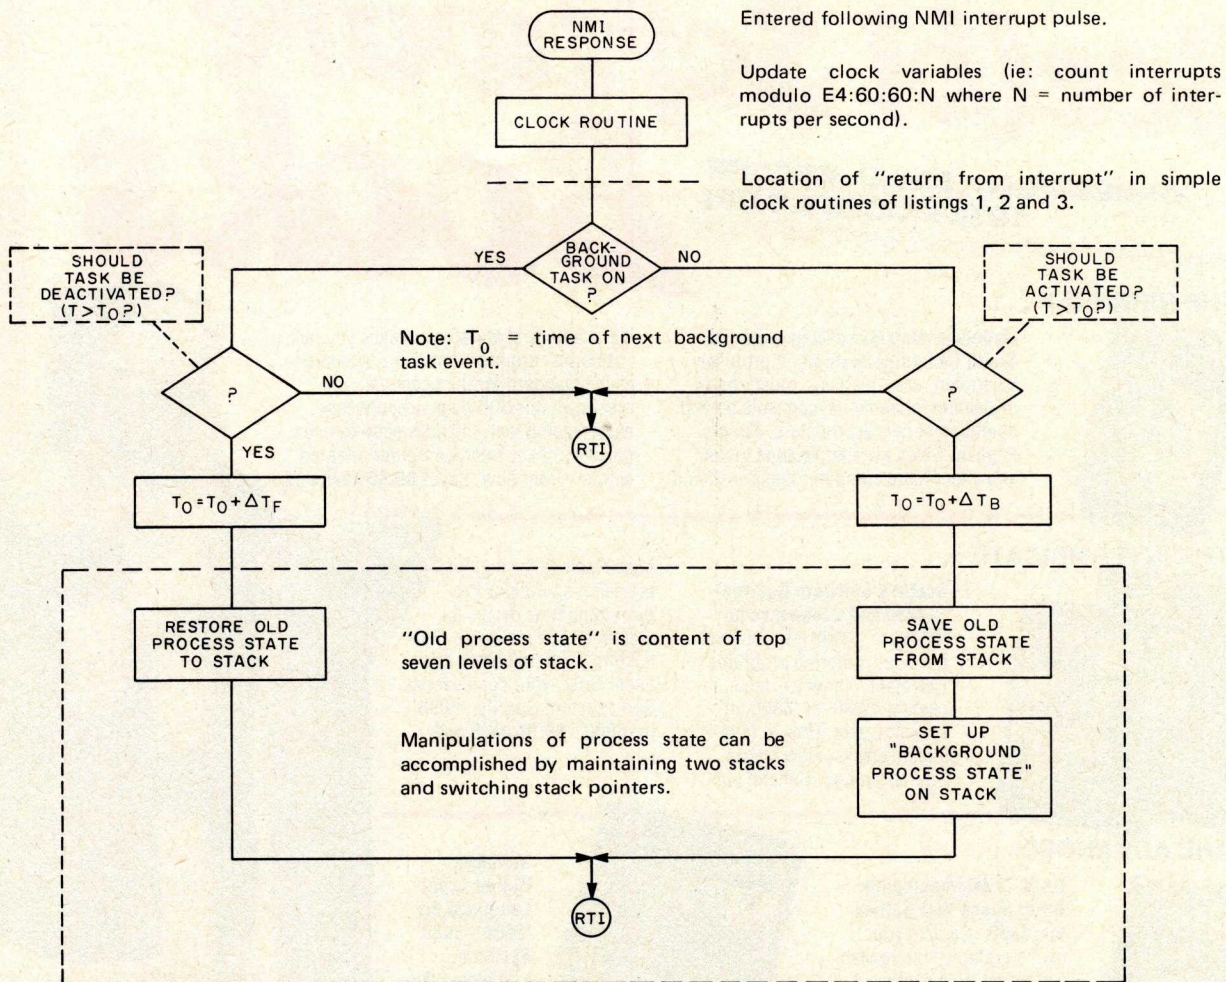 NMI
RESPONSE
Entered following NMI interrupt pulse.
CLOCK ROUTINE
Update clock variables (ie: count interrupts
modulo E4:60:60:N where N = number of inter-
rupts per second).
Location of "return from interrupt" in simple
clock routines of listings 1, 2 and 3.
BACK-
GROUND
TASK ON
?
YES
NO
SHOULD
TASK BE
DEACTIVATED?
(T>T₀?)
SHOULD
TASK BE
ACTIVATED?
(T>T₀?)
Note: T₀ = time of next background
task event.
?
NO
YES
?
RTI
T₀=T₀+ΔT_F
T₀=T₀+ΔT_B
RESTORE OLD
PROCESS STATE
TO STACK
"Old process state" is content of top
seven levels of stack.
SAVE OLD
PROCESS STATE
FROM STACK
Manipulations of process state can be
accomplished by maintaining two stacks
and switching stack pointers.
SET UP
"BACKGROUND
PROCESS STATE"
ON STACK
RTI